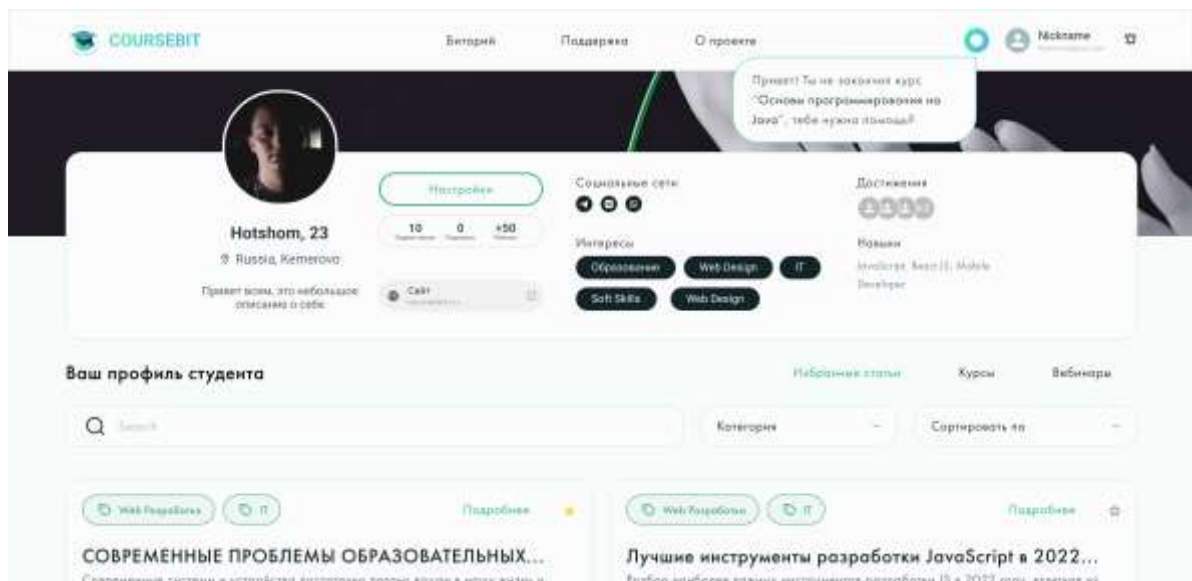 COURSEBIT
Виторий
Поддержка
О проекте
Nickname
Привет! Ты не закончил курс
"Основы программирования на
Java", тебе нужна помощь?
Настройки
Социальные сети
Достижения
10 0 +50
Hotshom, 23
Russia, Kemerovo
Привет всем, это небольшое
описание о себе
Сайт
Интересы
Образование Web Design IT
Soft Skills Web Design
Навыки
JavaScript, React JS, Mobile
Developer
Ваш профиль студента
Избранные статьи
Курсы
Вебинары
Search
Категория
Сортировать по
Web Разработка IT Подробнее
СОВРЕМЕННЫЕ ПРОБЛЕМЫ ОБРАЗОВАТЕЛЬНЫХ...
Web Разработка IT Подробнее
Лучшие инструменты разработки JavaScript в 2022...